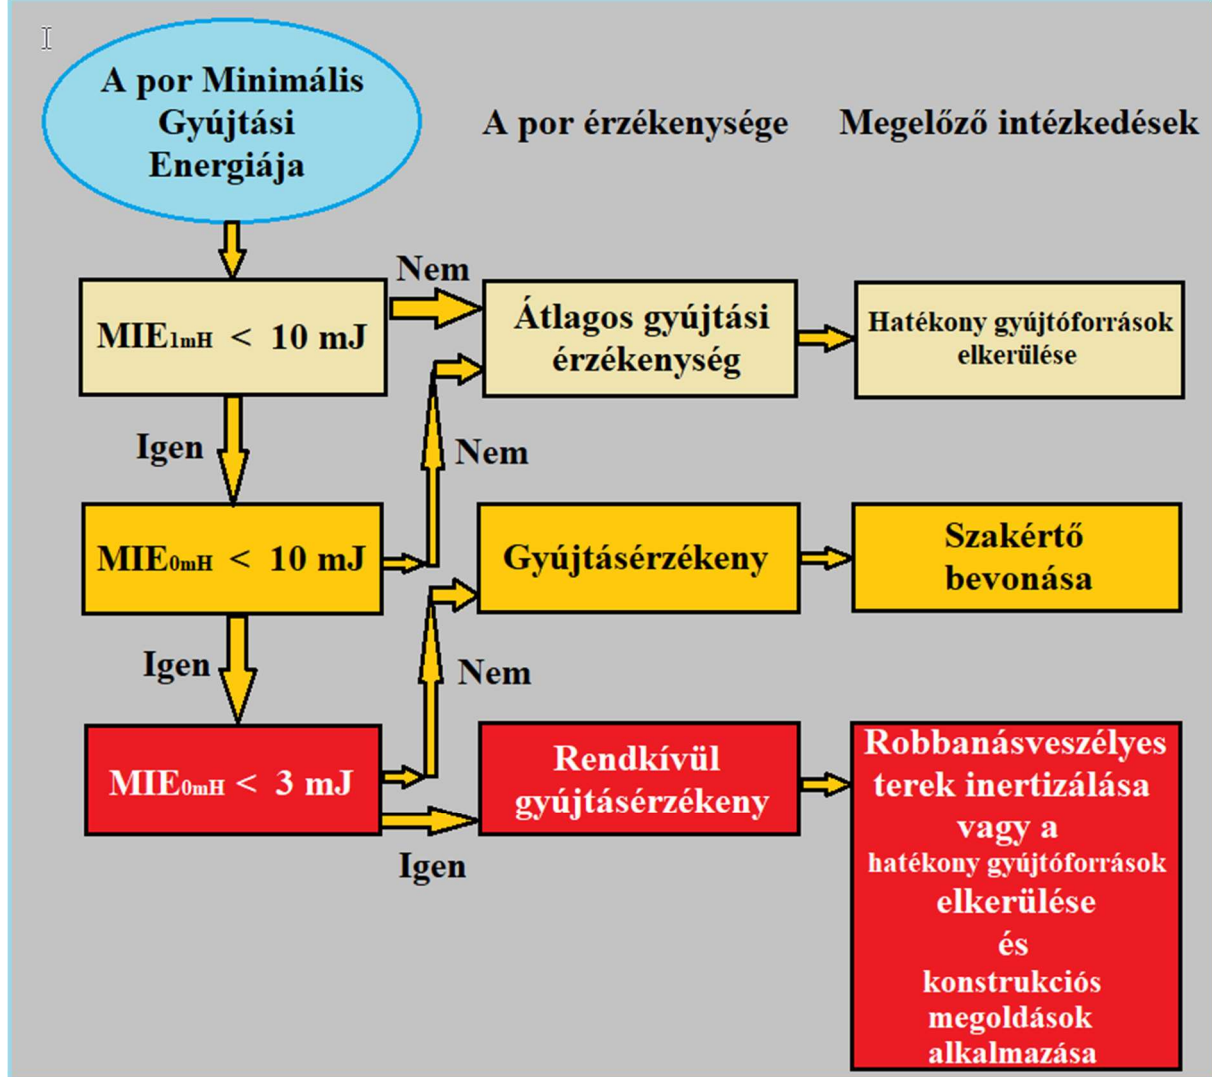 A por Minimális
Gyújtási
Energiája
A por érzékenysége
Megelőző intézkedések
MIE1mH < 10 mJ
Nem
Átlagos gyújtási
érzékenység
Hatékony gyújtóforrások
elkerülése
Igen
Nem
MIE0mH < 10 mJ
Gyújtásérzékeny
Szakértő
bevonása
Igen
Nem
MIE0mH < 3 mJ
Igen
Rendkívül
gyújtásérzékeny
Robbanásveszélyes
terek inertizálása
vagy a
hatékony gyújtóforrások
elkerülése
és
konstrukciós
megoldások
alkalmazása